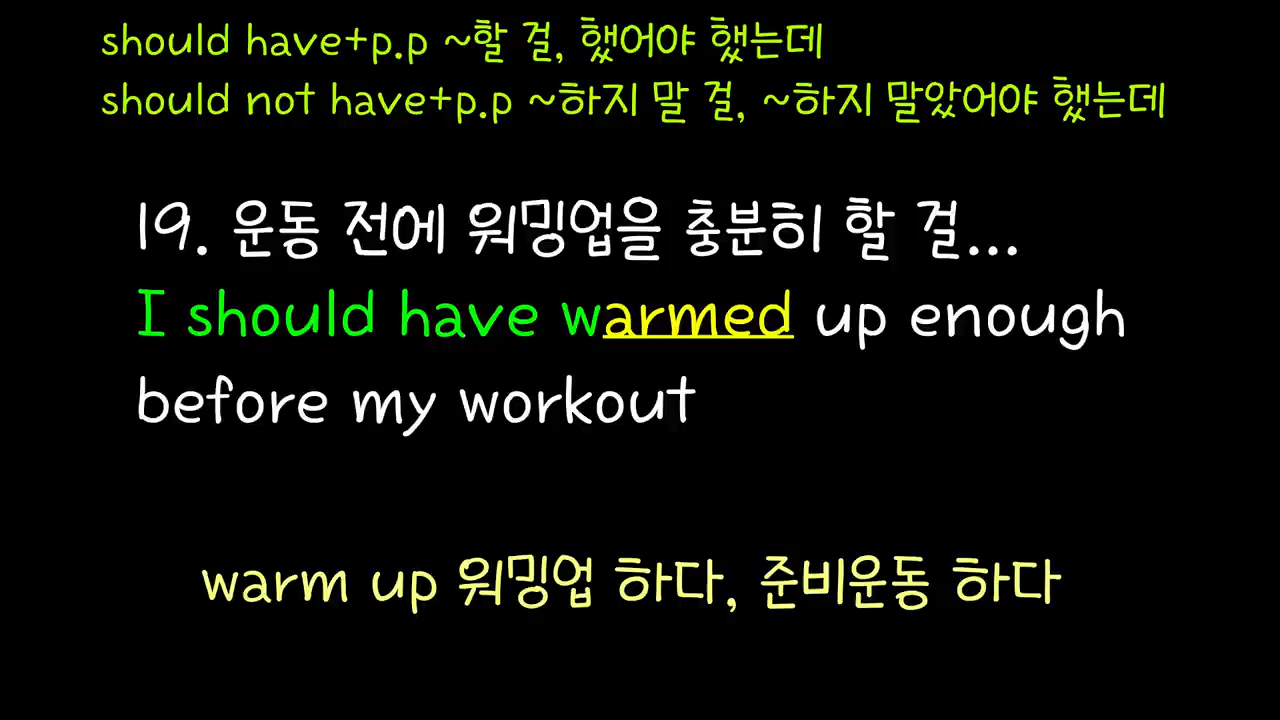 should have+p.p ~할 걸, 했어야 했는데
should not have+p.p ~하지 말 걸, ~하지 말았어야 했는데
19. 운동 전에 워밍업을 충분히 할 걸...
I should have warmed up enough
before my workout
warm up 워밍업 하다, 준비운동 하다